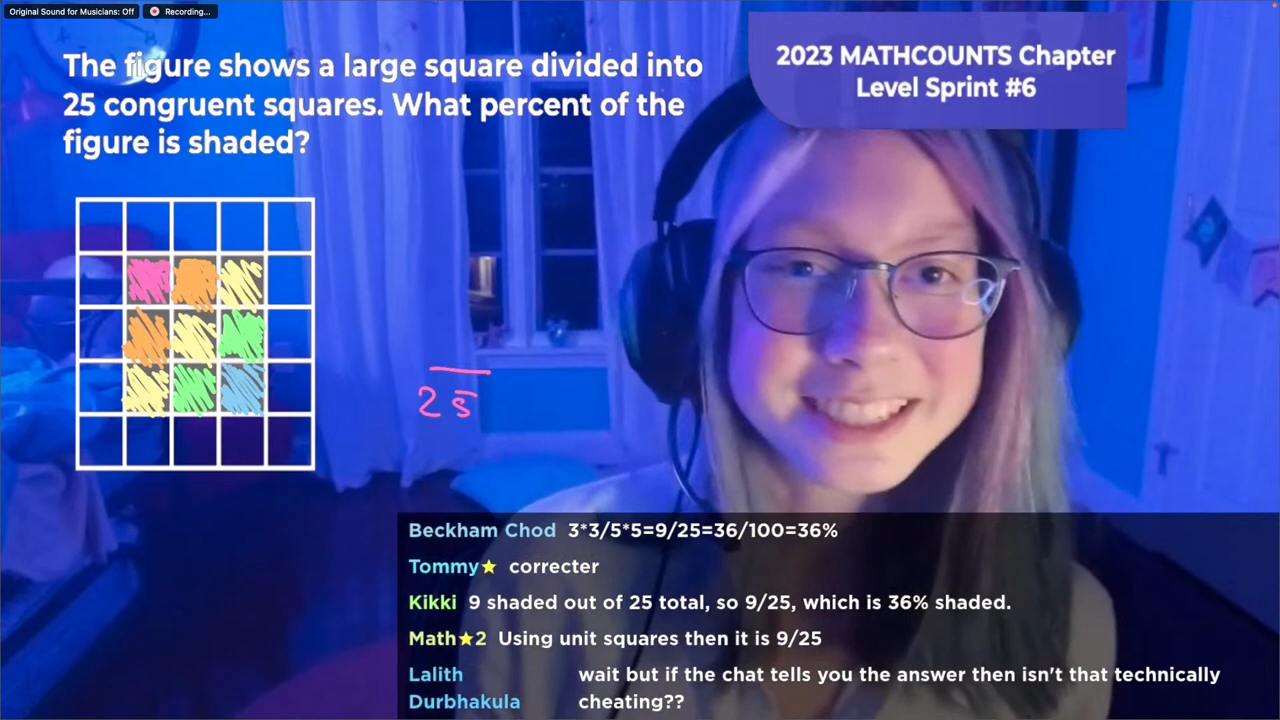 Original Sound for Musicians: Off
Recording...
The figure shows a large square divided into
25 congruent squares. What percent of the
figure is shaded?
2023 MATHCOUNTS Chapter
Level Sprint #6
25
Beckham Chod 3*3/5*5=9/25=36/100=36%
Tommy★ correcter
Kikki 9 shaded out of 25 total, so 9/25, which is 36% shaded.
Math★2 Using unit squares then it is 9/25
Lalith Durbhakula wait but if the chat tells you the answer then isn't that technically
cheating??